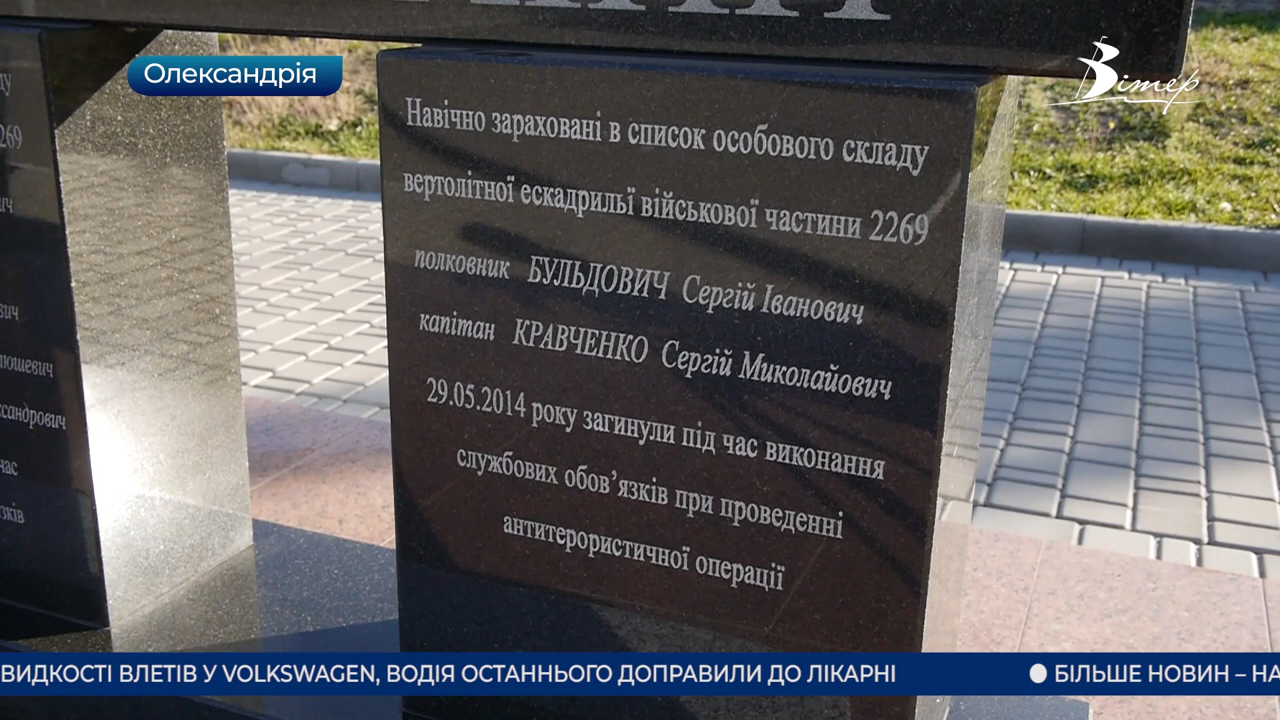 Олександрія
Вітер
Навічно зараховані в список особового складу
вертолітної ескадрильї військової частини 2269
полковник БУЛЬДОВИЧ Сергій Іванович
капітан КРАВЧЕНКО Сергій Миколайович
29.05.2014 року загинули під час виконання
службових обов’язків при проведенні
антитерористичної операції
269
ВИДКОСТІ ВЛЕТІВ У VOLKSWAGEN, ВОДІЯ ОСТАННЬОГО ДОПРАВИЛИ ДО ЛІКАРНІ
БІЛЬШЕ НОВИН – НА